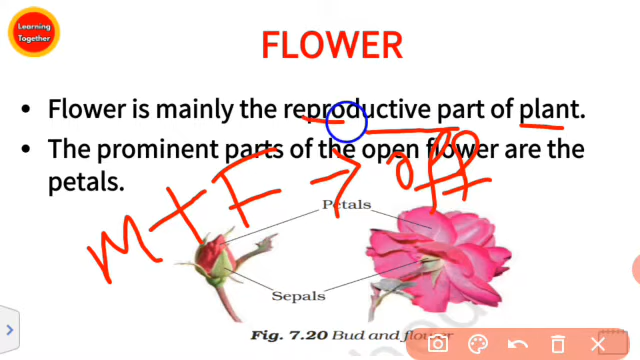 Learning
Together
FLOWER
• Flower is mainly the reproductive part of plant.
• The prominent parts of the open flower are the
petals.
M + F → off
Petals
Sepals
Fig. 7.20 Bud and flower